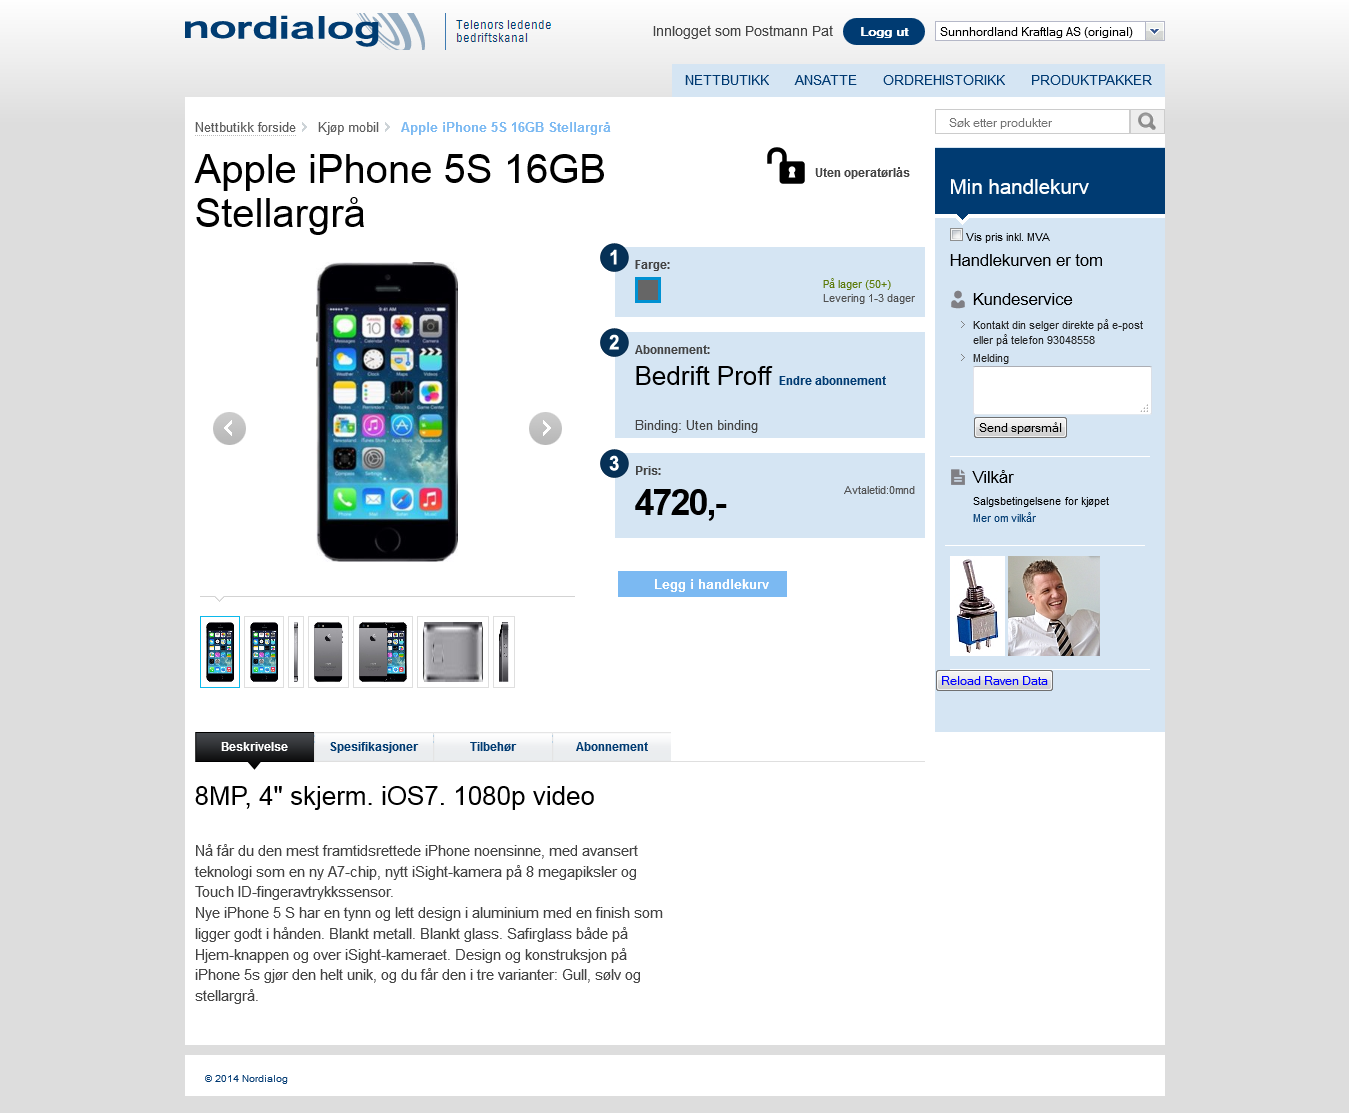 nordialog
Telenors ledende
bedriftskanal
Innlogget som Postmann Pat
Logg ut
Sunnhordland Kraftlag AS (original)
NETTBUTIKK
ANSATTE
ORDREHISTORIKK
PRODUKTPAKKER
Nettbutikk forside
Kjøp mobil
Apple iPhone 5S 16GB Stellargrå
Søk etter produkter
Apple iPhone 5S 16GB
Stellargrå
Uten operatørlås
1
Farge:
På lager (50+)
Levering 1-3 dager
2
Abonnement:
Bedrift Proff Endre abonnement
Binding: Uten binding
3
Pris:
4720,-
Avtaletid:0mnd
Legg i handlekurv
Min handlekurv
Vis pris inkl. MVA
Handlekurven er tom
Kundeservice
Kontakt din selger direkte på e-post
eller på telefon 93048558
Melding
Send spørsmål
Vilkår
Salgsbetingelsene for kjøpet
Mer om vilkår
Reload Raven Data
Beskrivelse
Spesifikasjoner
Tilbehør
Abonnement
8MP, 4" skjerm. iOS7. 1080p video
Nå får du den mest framtidsrettede iPhone noensinne, med avansert
teknologi som en ny A7-chip, nytt iSight-kamera på 8 megapiksler og
Touch ID-fingeravtrykkssensor.
Nye iPhone 5 S har en tynn og lett design i aluminium med en finish som
ligger godt i hånden. Blankt metall. Blankt glass. Safirglass både på
Hjem-knappen og over iSight-kameraet. Design og konstruksjon på
iPhone 5s gjør den helt unik, og du får den i tre varianter: Gull, sølv og
stellargrå.
© 2014 Nordialog